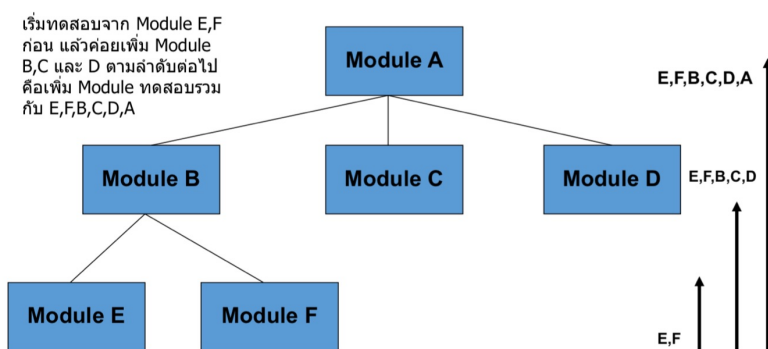 เริ่มทดสอบจาก Module E,F
ก่อน แล้วค่อยเพิ่ม Module
B,C และ D ตามลำดับต่อไป
คือเพิ่ม Module ทดสอบรวม
กับ E,F,B,C,D,A
Module A
E,F,B,C,D,A
Module B
Module C
Module D
E,F,B,C,D
Module E
Module F
E,F